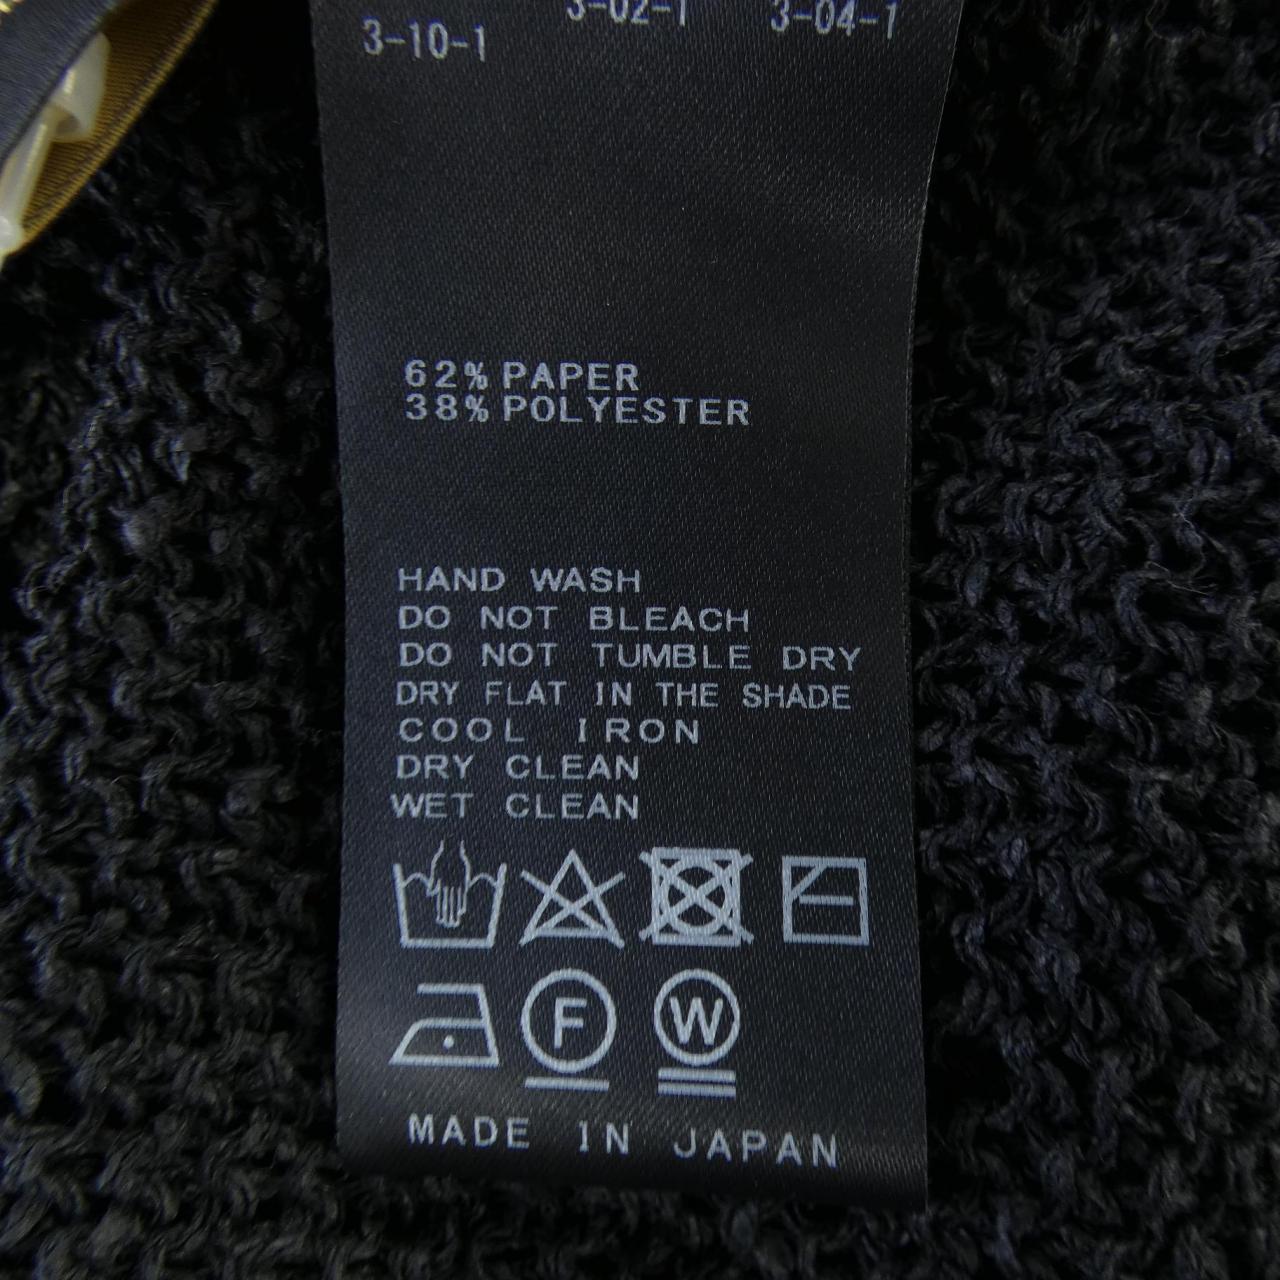 3-10-1 3-02-1 3-04-1
62% PAPER
38% POLYESTER
HAND WASH
DO NOT BLEACH
DO NOT TUMBLE DRY
DRY FLAT IN THE SHADE
COOL IRON
DRY CLEAN
WET CLEAN
F W
MADE IN JAPAN